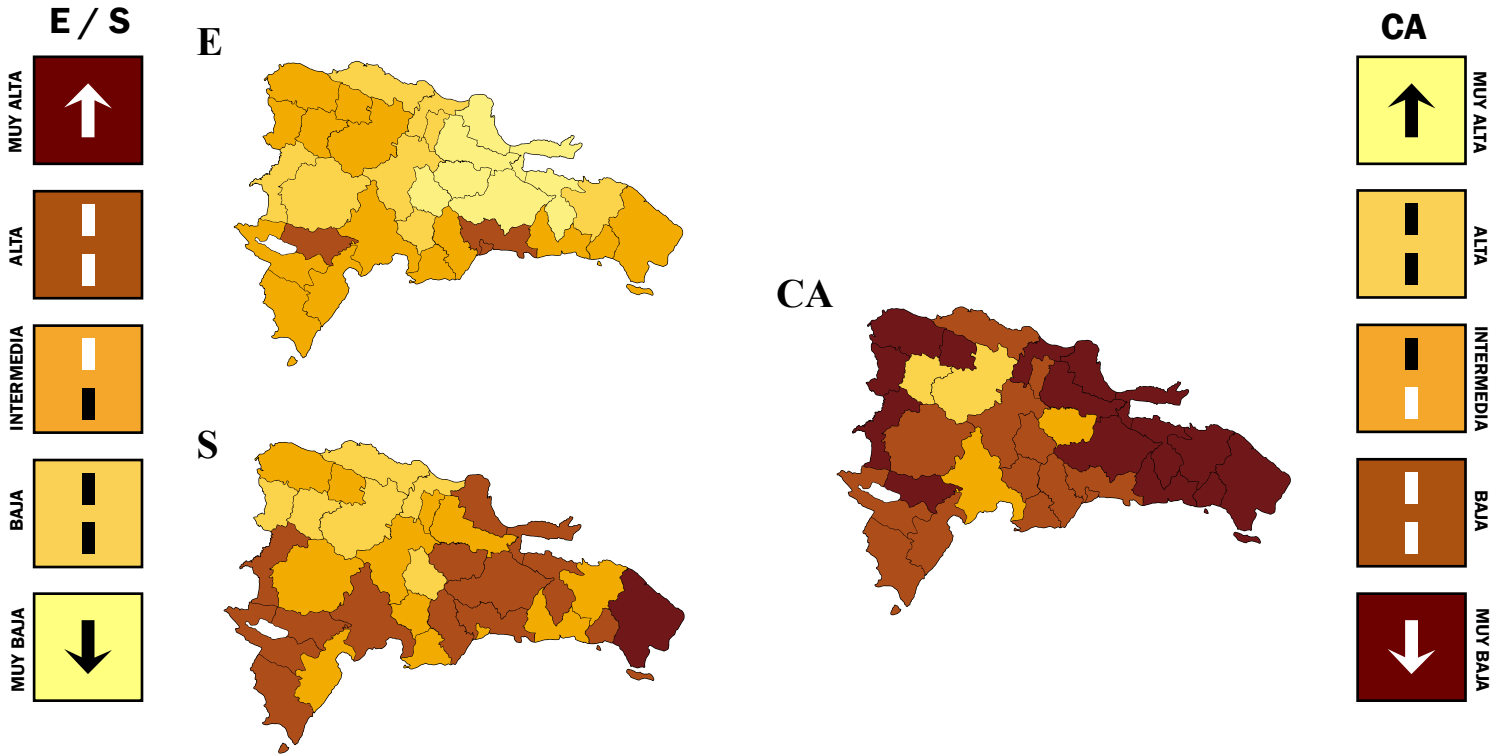 E / S
MUY ALTA
ALTA
INTERMEDIA
BAJA
MUY BAJA
E
S
CA
CA
MUY ALTA
ALTA
INTERMEDIA
BAJA
MUY BAJA